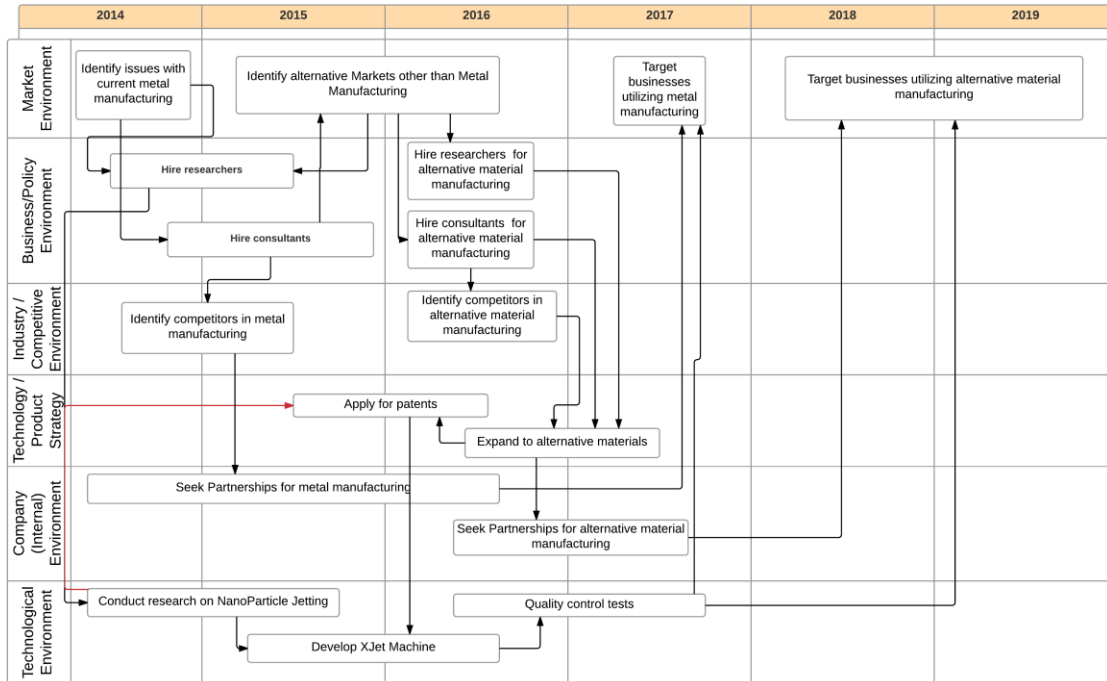 2014 2015 2016 2017 2018 2019
Market
Environment
Identify issues with
current metal
manufacturing
Identify alternative Markets other than Metal
Manufacturing
Target
businesses
utilizing metal
manufacturing
Target businesses utilizing alternative material
manufacturing
Business/Policy
Environment
Hire researchers
Hire researchers for
alternative material
manufacturing
Hire consultants
Hire consultants for
alternative material
manufacturing
Industry /
Competitive
Environment
Identify competitors in metal
manufacturing
Identify competitors in
alternative material
manufacturing
Technology /
Product
Strategy
Apply for patents
Expand to alternative materials
Company
(Internal)
Environment
Seek Partnerships for metal manufacturing
Seek Partnerships for alternative material
manufacturing
Technological
Environment
Conduct research on NanoParticle Jetting
Quality control tests
Develop XJet Machine